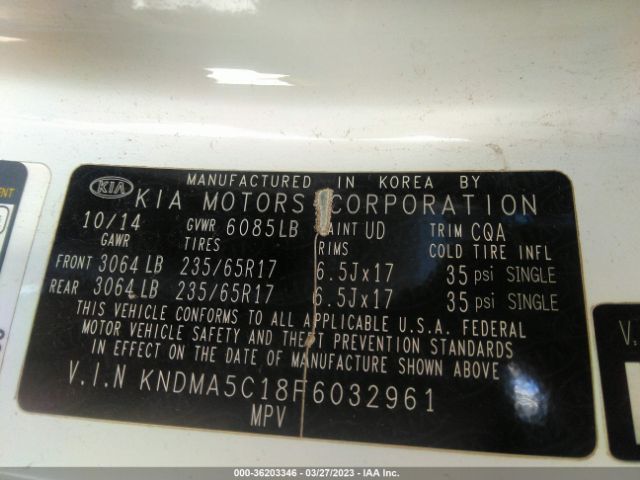 MANUFACTURED IN KOREA BY
KIA KIA MOTORS CORPORATION
10/14 GVWR 6085LB PAINT UD TRIM CQA
GAWR TIRES RIMS COLD TIRE INFL
FRONT 3064 LB 235/65R17 6.5Jx17 35 psi SINGLE
REAR 3064 LB 235/65R17 6.5Jx17 35 psi SINGLE
THIS VEHICLE CONFORMS TO ALL APPLICABLE U.S.A. FEDERAL
MOTOR VEHICLE SAFETY AND THEFT PREVENTION STANDARDS
IN EFFECT ON THE DATE OF MANUFACTURE SHOWN ABOVE
V.I.N KNDMA5C18F6032961
MPV
000-36203346 — 03/27/2023 — IAA Inc.